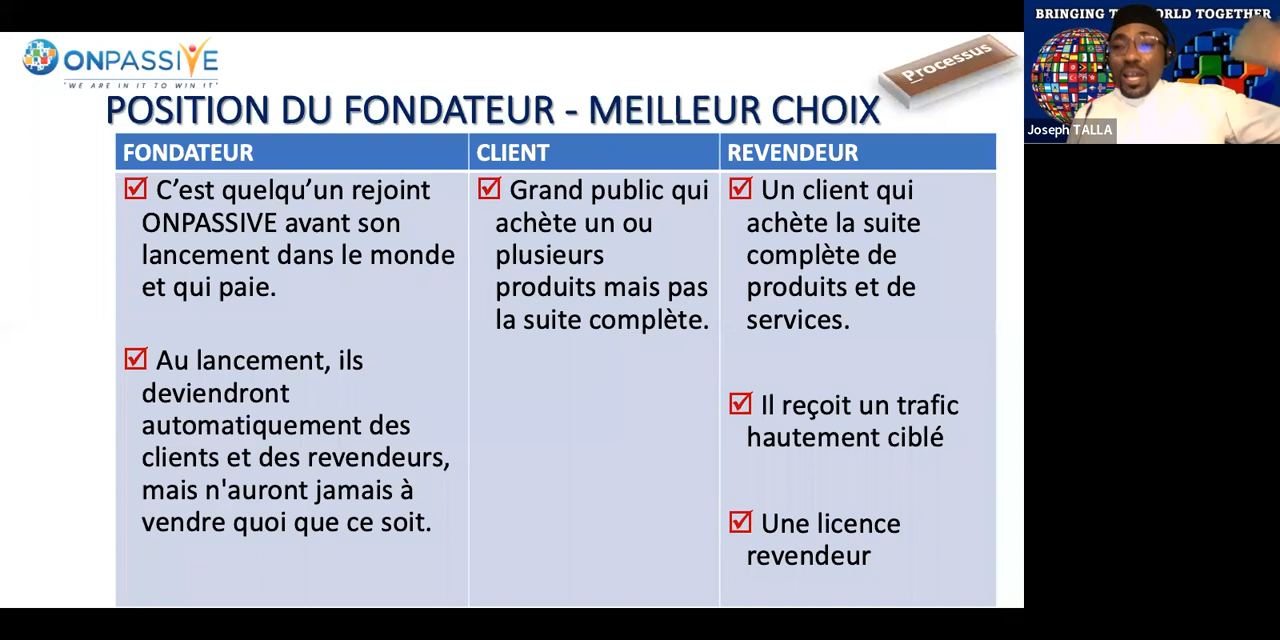 ONPASSIVE
"WE ARE IN IT TO WIN IT"
Processus
POSITION DU FONDATEUR - MEILLEUR CHOIX
FONDATEUR
C’est quelqu’un rejoint
ONPASSIVE avant son
lancement dans le monde
et qui paie.
Au lancement, ils
deviendront
automatiquement des
clients et des revendeurs,
mais n'auront jamais à
vendre quoi que ce soit.
CLIENT
Grand public qui
achète un ou
plusieurs
produits mais pas
la suite complète.
REVENDEUR
Un client qui
achète la suite
complète de
produits et de
services.
Il reçoit un trafic
hautement ciblé
Une licence
revendeur
BRINGING WORLD TOGETHER
Joseph TALLA